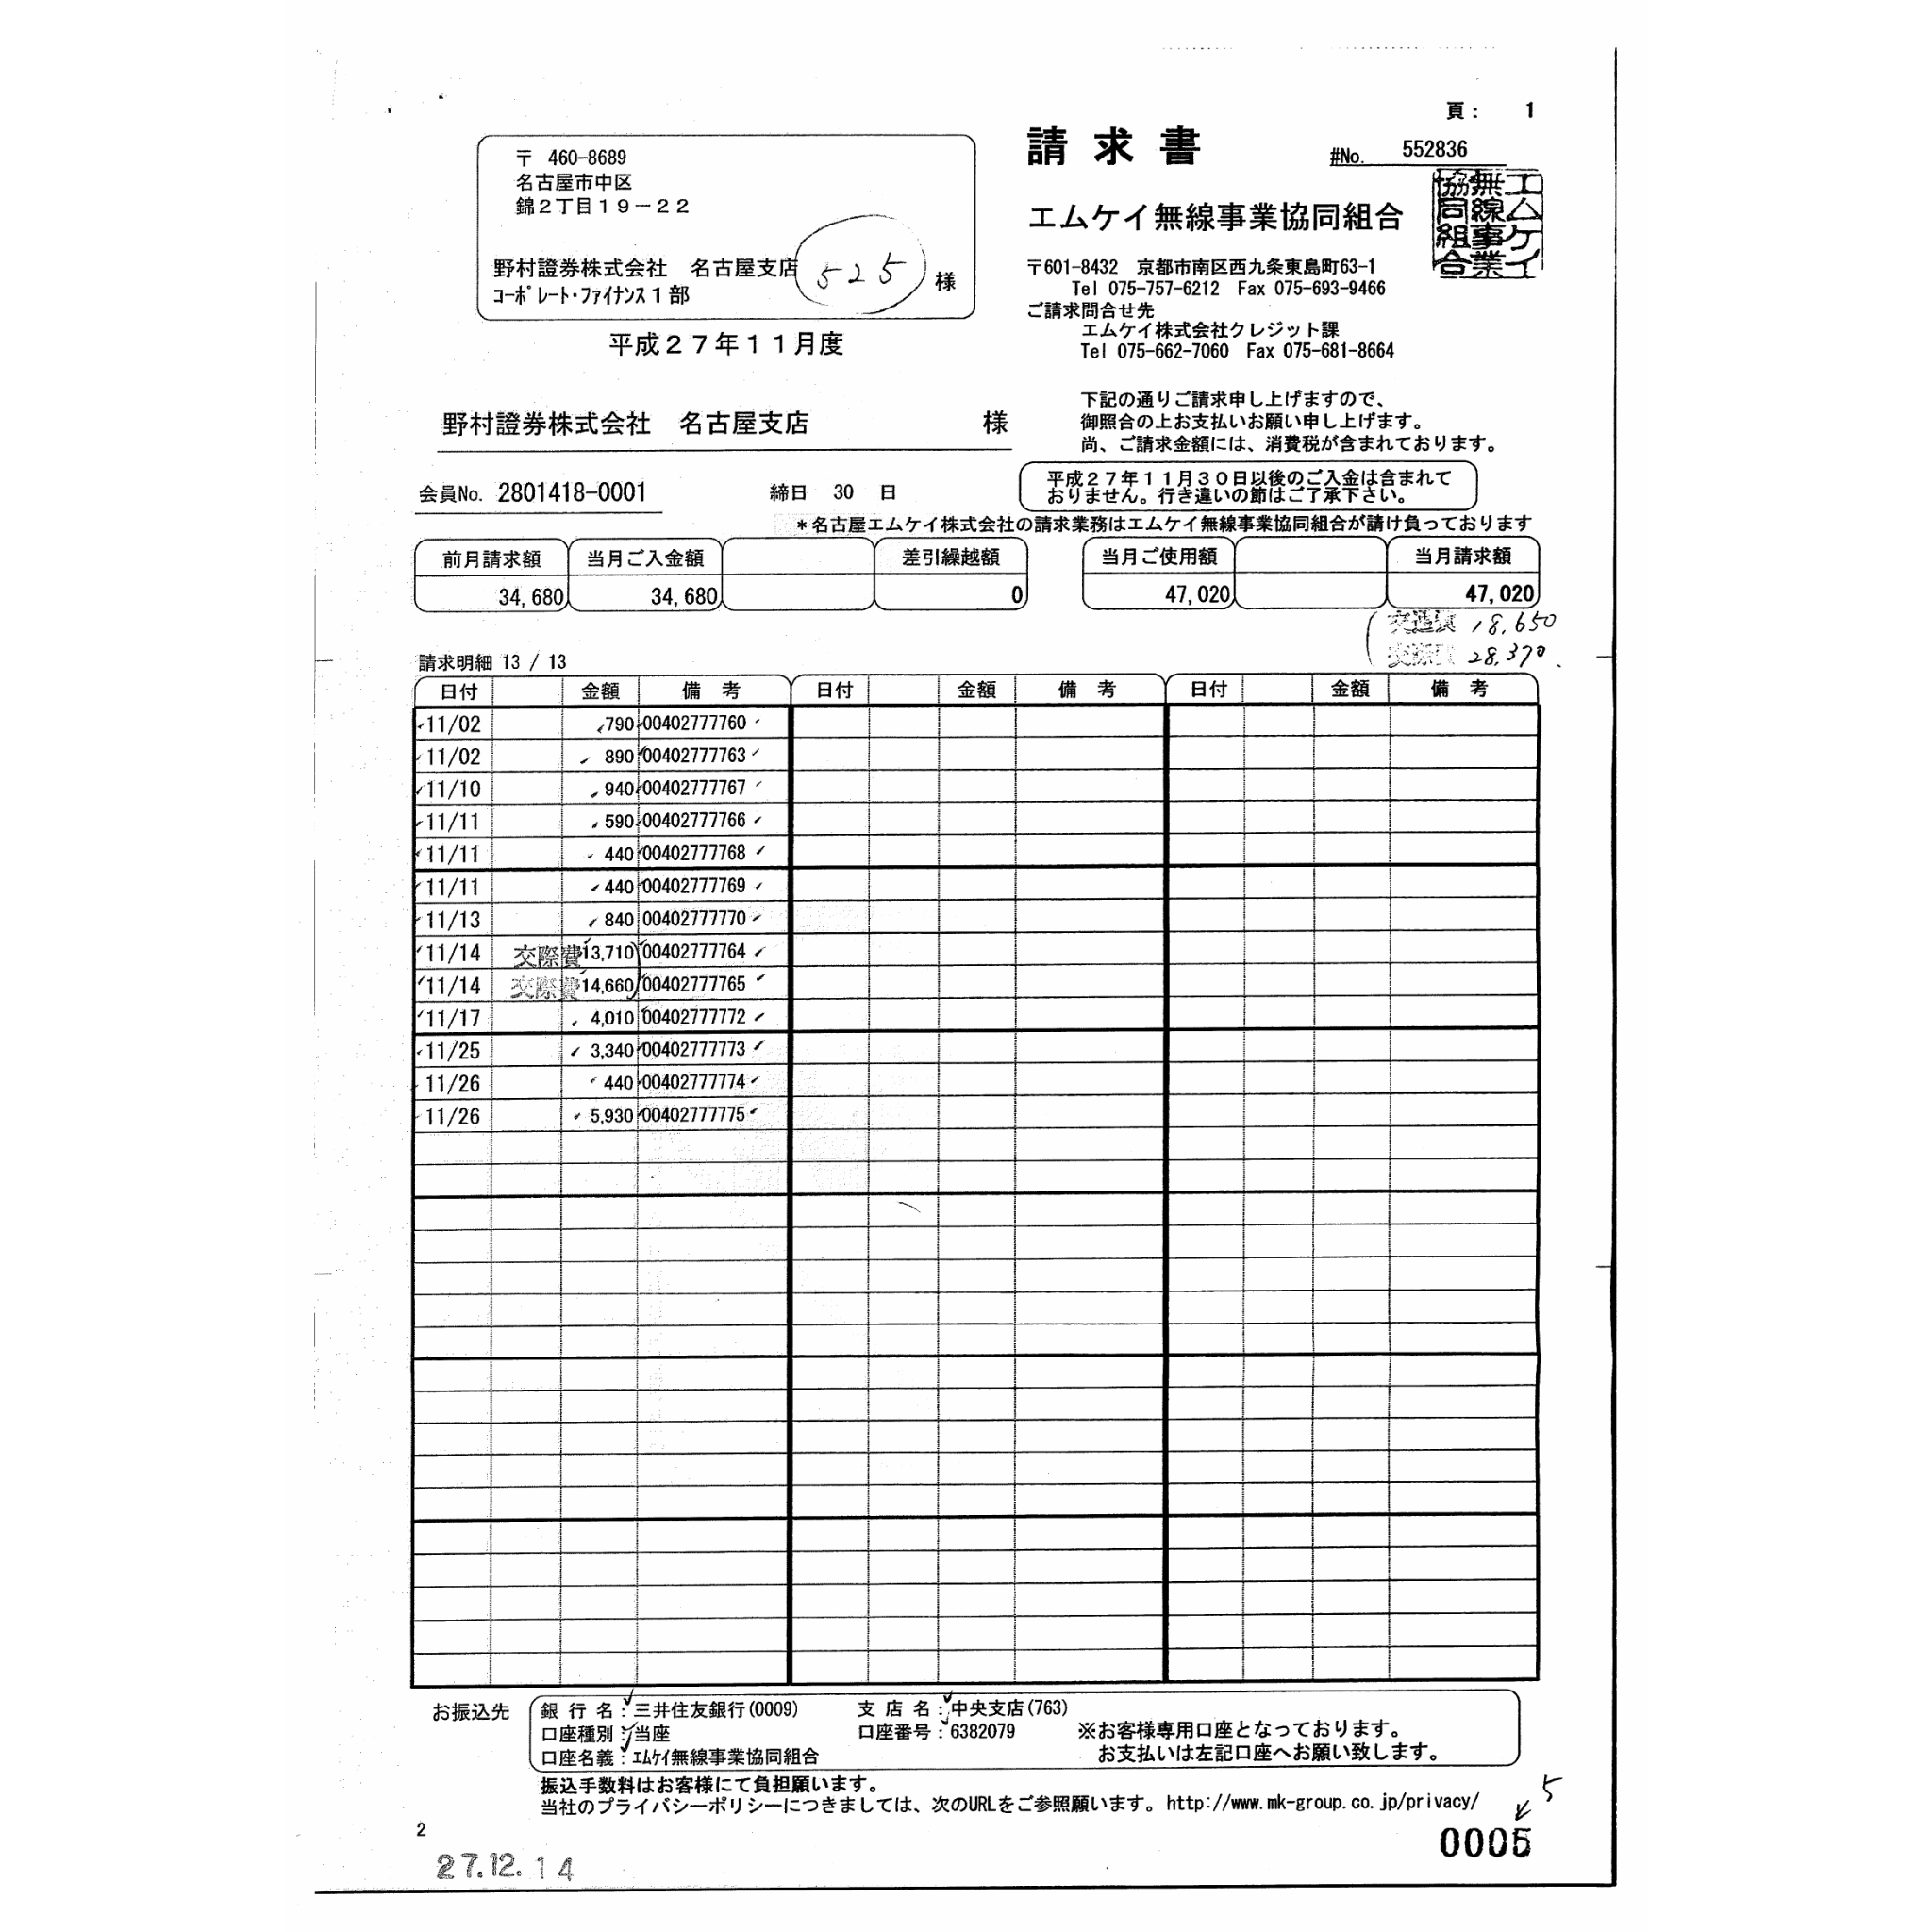 頁： 1
請求書
#No. 552836
〒 460-8689
名古屋市中区
錦２丁目１９－２２
野村證券株式会社 名古屋支店
ｺｰﾎﾟﾚｰﾄ・ﾌｧｲﾅﾝｽ１部
525
様
エムケイ無線事業協同組合
エムケイ
無線事業
協同組合
〒601-8432 京都市南区西九条東島町63-1
Tel 075-757-6212 Fax 075-693-9466
ご請求問合せ先
エムケイ株式会社クレジット課
Tel 075-662-7060 Fax 075-681-8664
平成２７年１１月度
野村證券株式会社 名古屋支店 様
下記の通りご請求申し上げますので、
御照合の上お支払いお願い申し上げます。
尚、ご請求金額には、消費税が含まれております。
会員No. 2801418-0001
締日 30 日
平成２７年１１月３０日以後のご入金は含まれて
おりません。行き違いの節はご了承下さい。
＊名古屋エムケイ株式会社の請求業務はエムケイ無線事業協同組合が請け負っております
前月請求額 当月ご入金額 差引繰越額 当月ご使用額 当月請求額
34,680 34,680 0 47,020 47,020
18,650
交際費 28,370
請求明細 13 / 13
日付 金額 備考 日付 金額 備考 日付 金額 備考
11/02 790 00402777760
11/02 890 00402777763
11/10 940 00402777767
11/11 590 00402777766
11/11 440 00402777768
11/11 440 00402777769
11/13 840 00402777770
11/14 交際費 13,710 00402777764
11/14 交際費 14,660 00402777765
11/17 4,010 00402777772
11/25 3,340 00402777773
11/26 440 00402777774
11/26 5,930 00402777775
お振込先
銀行名：三井住友銀行(0009) 支店名：中央支店(763)
口座種別：当座 口座番号：6382079 ※お客様専用口座となっております。
口座名義：ｴﾑｹｲ無線事業協同組合 お支払いは左記口座へお願い致します。
振込手数料はお客様にて負担願います。
当社のプライバシーポリシーにつきましては、次のURLをご参照願います。http://www.mk-group.co.jp/privacy/
5
2
0005
27.12.14